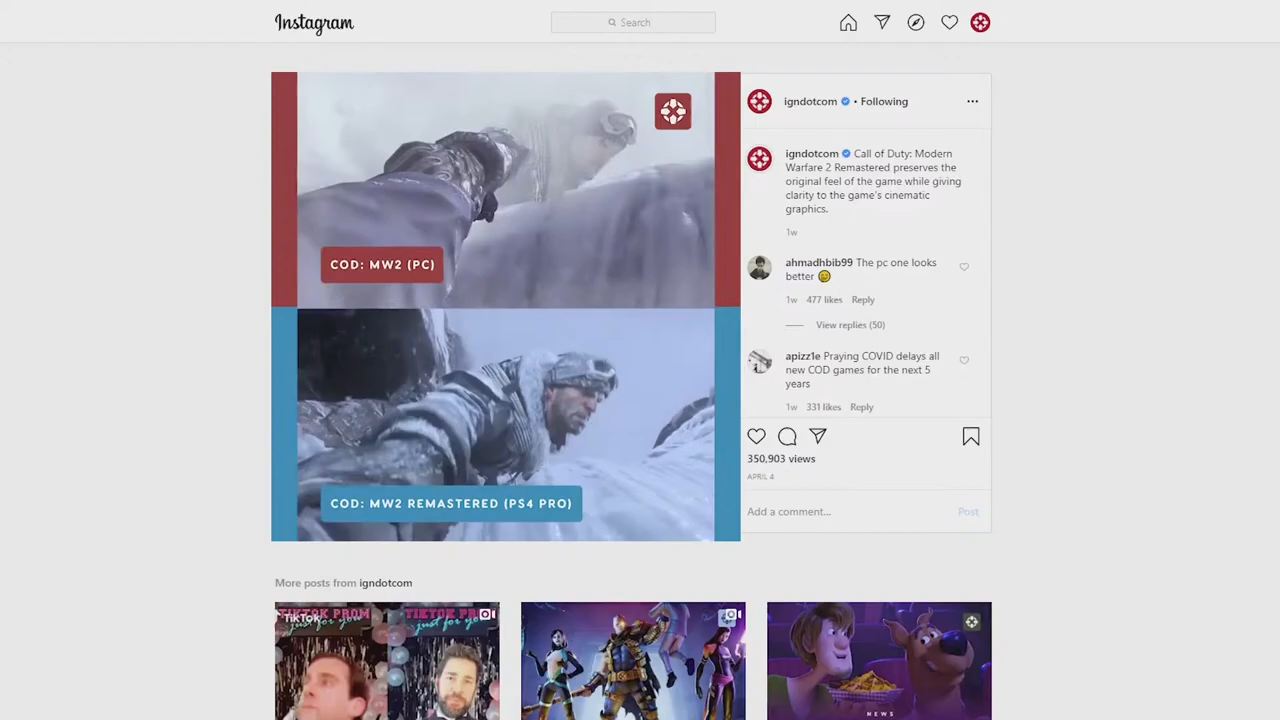 Instagram
Search
COD: MW2 (PC)
COD: MW2 REMASTERED (PS4 PRO)
igndotcom • Following
igndotcom Call of Duty: Modern
Warfare 2 Remastered preserves the
original feel of the game while giving
clarity to the game's cinematic
graphics.
1w
ahmadhbib99 The pc one looks
better
1w 477 likes Reply
View replies (50)
apizz1e Praying COVID delays all
new COD games for the next 5
years
1w 331 likes Reply
350,903 views
APRIL 4
Add a comment... Post
More posts from igndotcom
TIKTOK PROM
just for you
TikTok
TIKTOK PROM
just for you
NEWS